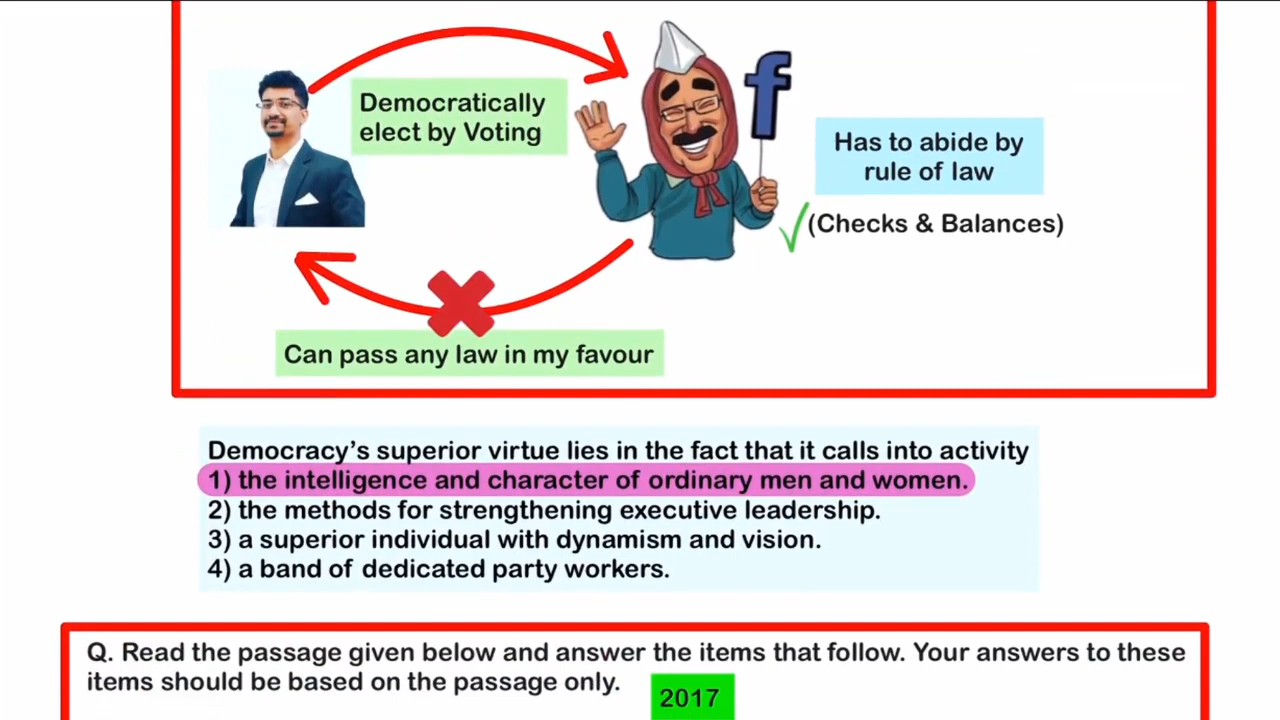 f
Democratically
elect by Voting
Has to abide by
rule of law
(Checks & Balances)
Can pass any law in my favour
Democracy’s superior virtue lies in the fact that it calls into activity
1) the intelligence and character of ordinary men and women.
2) the methods for strengthening executive leadership.
3) a superior individual with dynamism and vision.
4) a band of dedicated party workers.
Q. Read the passage given below and answer the items that follow. Your answers to these
items should be based on the passage only.
2017